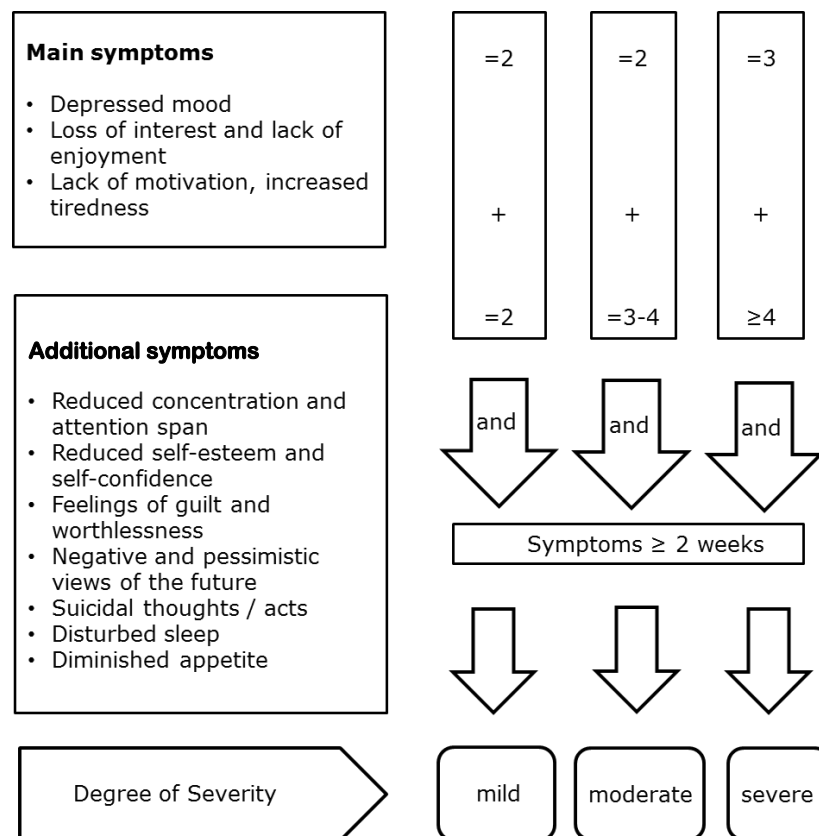 Main symptoms
• Depressed mood
• Loss of interest and lack of
enjoyment
• Lack of motivation, increased
tiredness
=2 =2 =3
+ + +
=2 =3-4 ≥4
Additional symptoms
• Reduced concentration and
attention span
• Reduced self-esteem and
self-confidence
• Feelings of guilt and
worthlessness
• Negative and pessimistic
views of the future
• Suicidal thoughts / acts
• Disturbed sleep
• Diminished appetite
and and and
Symptoms ≥ 2 weeks
Degree of Severity
mild moderate severe